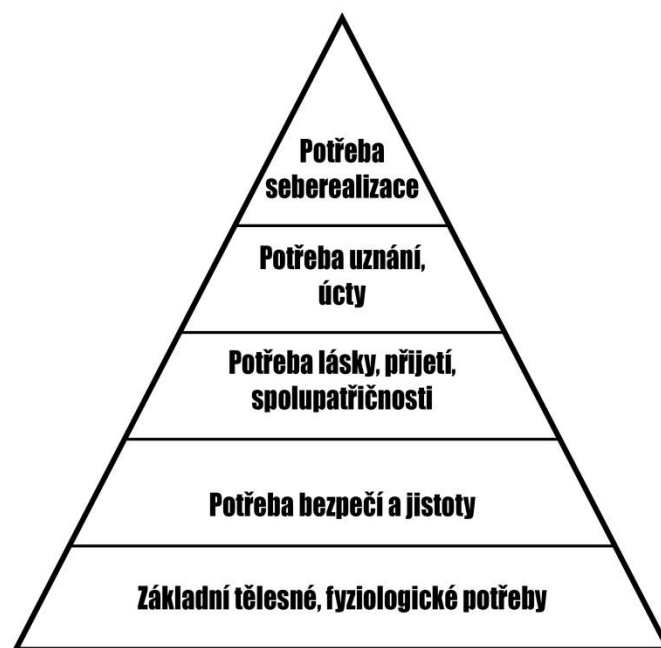 Potřeba
seberealizace
Potřeba uznání,
úcty
Potřeba lásky, přijetí,
spolupatřičnosti
Potřeba bezpečí a jistoty
Základní tělesné, fyziologické potřeby